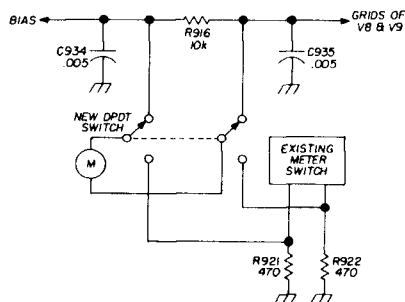 BIAS
R916
10k
GRIDS OF
V8 & V9
C934
.005
C935
.005
NEW DPDT
SWITCH
M
EXISTING
METER
SWITCH
R921
470
R922
470